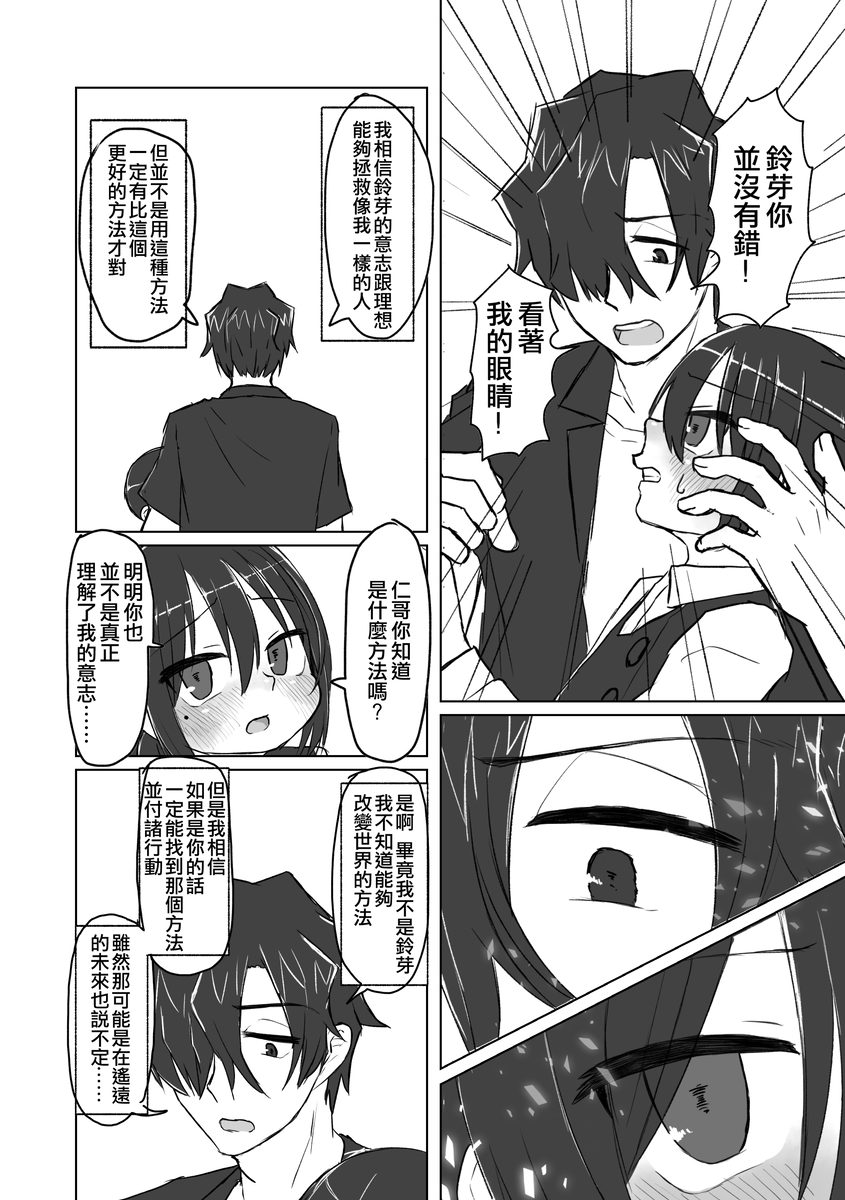 鈴芽你
並沒有錯！
看著
我的眼睛！
我相信鈴芽的意志跟理想
能夠拯救像我一樣的人
但並不是用這種方法
一定有比這個
更好的方法才對
仁哥你知道
是什麼方法嗎？
明明你也
並不是真正
理解了我的意志……
是啊 畢竟我不是鈴芽
我不知道能夠
改變世界的方法
但是我相信
如果是你的話
一定能找到那個方法
並付諸行動
雖然那可能是在遙遠
的未來也說不定……